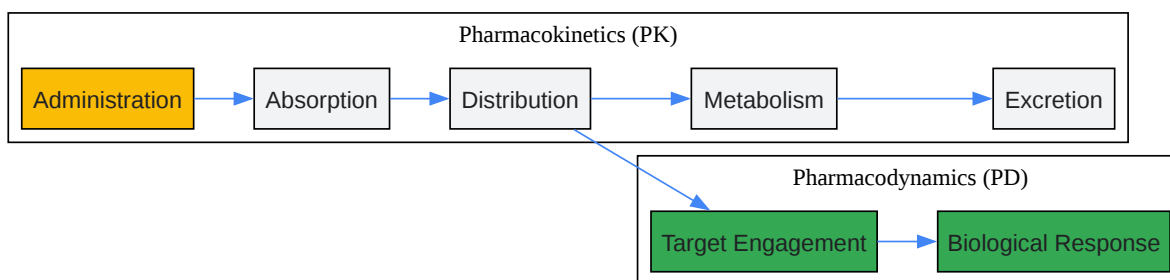 Pharmacokinetics (PK)
Administration
Absorption
Distribution
Metabolism
Excretion
Pharmacodynamics (PD)
Target Engagement
Biological Response